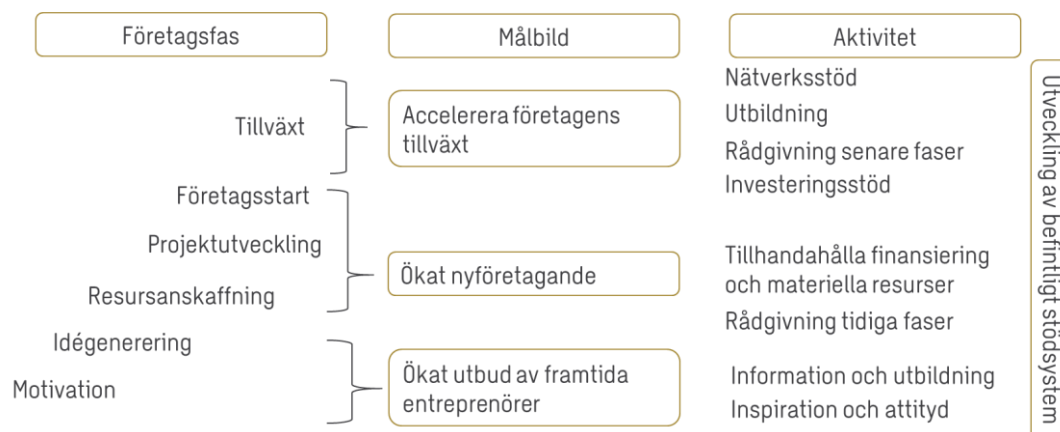 Företagsfas
Målbild
Aktivitet
Tillväxt
Företagsstart
Projektutveckling
Resursanskaffning
Idégenerering
Motivation
Accelerera företagens
tillväxt
Ökat nyföretagande
Ökat utbud av framtida
entreprenörer
Nätverksstöd
Utbildning
Rådgivning senare faser
Investeringsstöd
Tillhandahålla finansiering
och materiella resurser
Rådgivning tidiga faser
Information och utbildning
Inspiration och attityd
Utveckling av befintligt stödsystem